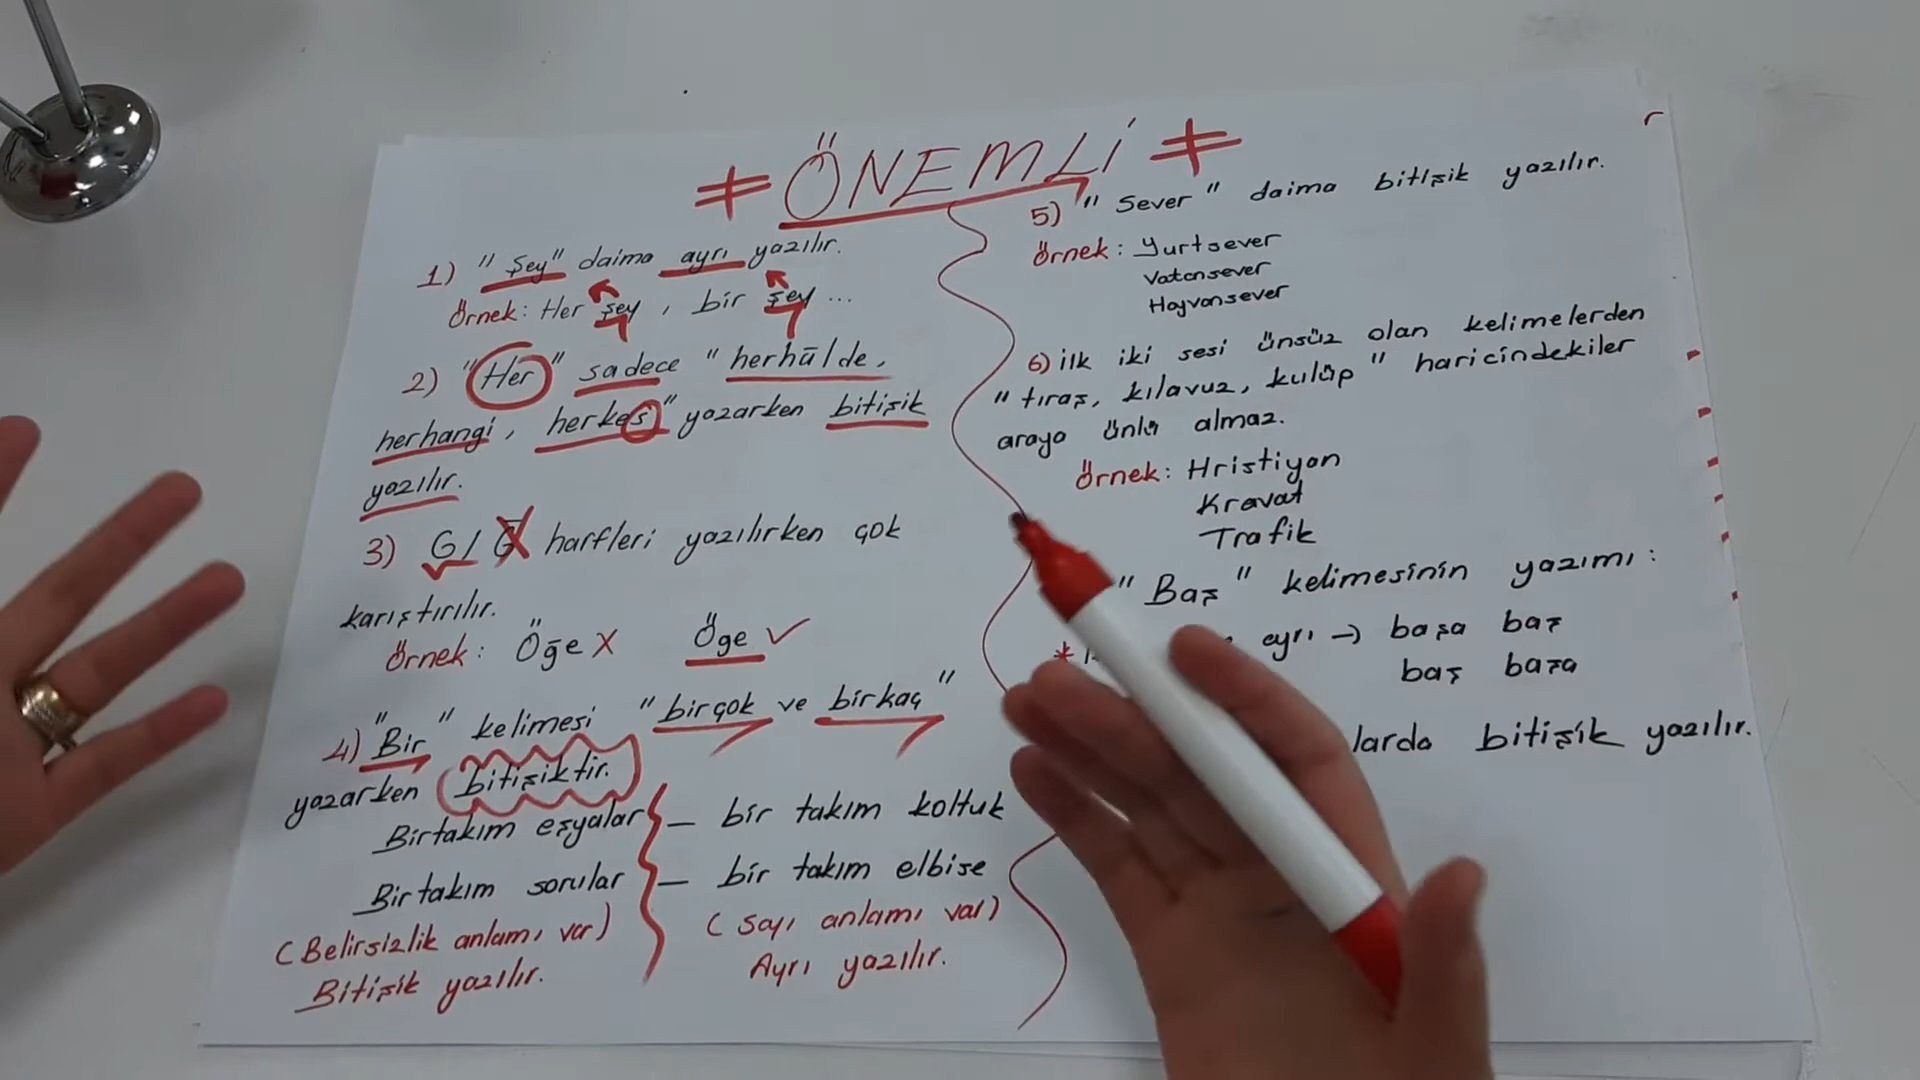 ÖNEMLİ
1) "Şey" daima ayrı yazılır.
Örnek: Her şey, bir şey...
2) "Her" sadece "herhâlde,
herhangi, herkes" yazarken bitişik
yazılır.
3) G/Ğ harfleri yazılırken çok
karıştırılır.
Örnek: Öğe X Öge ✓
4) "Bir" kelimesi "birçok ve birkaç"
yazarken bitişiktir.
Birtakım eşyalar — bir takım koltuk
Birtakım sorular — bir takım elbise
(Belirsizlik anlamı var) (Sayı anlamı var)
Bitişik yazılır. Ayrı yazılır.
5) "Sever" daima bitişik yazılır.
Örnek: Yurtsever
Vatansever
Hayvansever
6) İlk iki sesi ünsüz olan kelimelerden
"tıraş, kılavuz, kulüp" haricindekiler
araya ünlü almaz.
Örnek: Hristiyan
Kravat
Trafik
"Baş" kelimesinin yazımı:
* ayrı → başa baş
baş başa
larda bitişik yazılır.